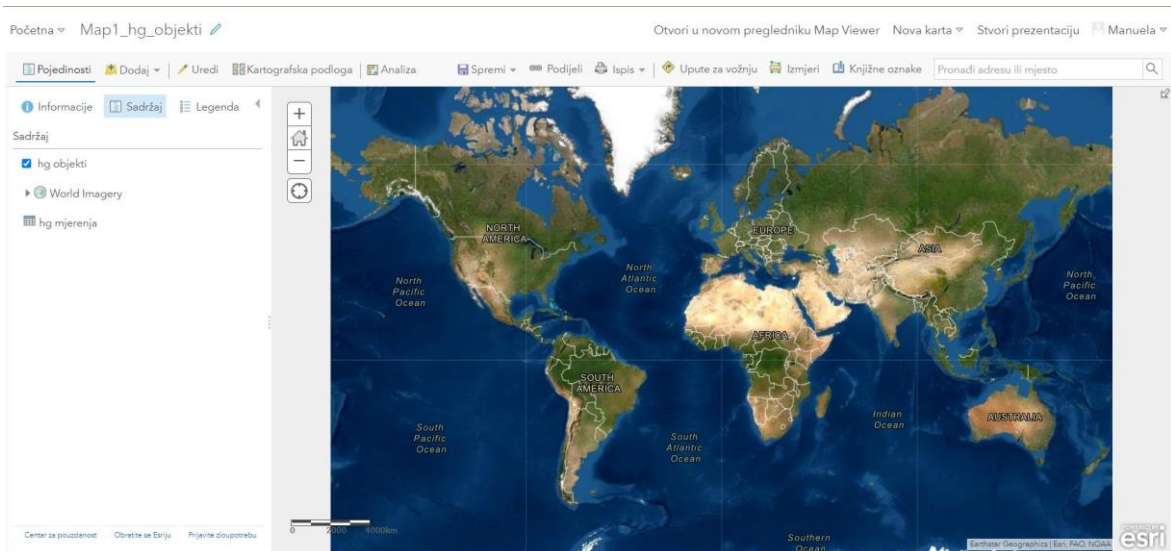 Početna Map1_hg_objekti Otvori u novom pregledniku Map Viewer Nova karta Stvori prezentaciju Manuela
Pojedinosti Dodaj Uredi Kartografska podloga Analiza Spremi Podijeli Ispis Upute za vožnju Izmjeri Knjižne oznake Pronađi adresu ili mjesto
Informacije Sadržaj Legenda
Sadržaj
hg objekti
World Imagery
hg mjerenja
NORTH
AMERICA
EUROPE
ASIA
North
Pacific
Ocean
North
Atlantic
Ocean
North
Pacific
Ocean
AFRICA
SOUTH
AMERICA
Indian
Ocean
AUSTRALIA
South
Pacific
Ocean
South
Atlantic
Ocean
Southern
Ocean
0 2000 4000km
Centar za pouzdanost Obratite se Esriju Prijavite zloupotrebu
Earthstar Geographics | Esri, FAO, NOAA
POWERED BY
esri